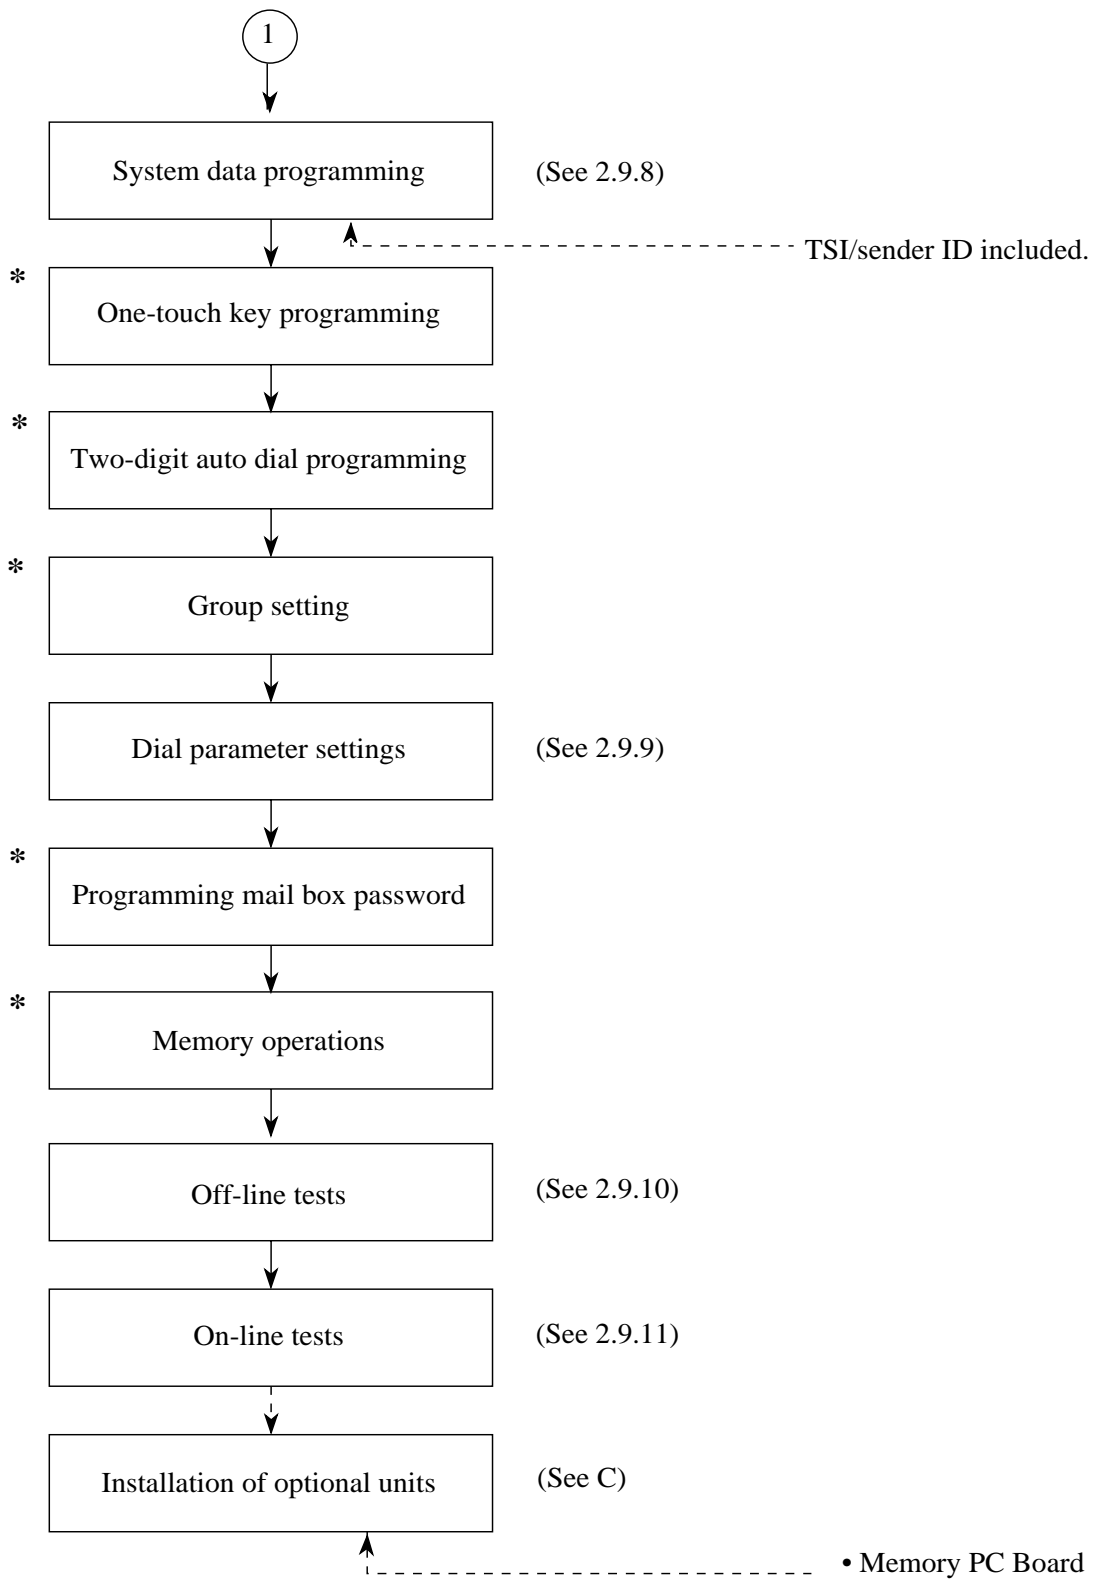 1
System data programming (See 2.9.8)
TSI/sender ID included.
* One-touch key programming
* Two-digit auto dial programming
* Group setting
Dial parameter settings (See 2.9.9)
* Programming mail box password
* Memory operations
Off-line tests (See 2.9.10)
On-line tests (See 2.9.11)
Installation of optional units (See C)
• Memory PC Board